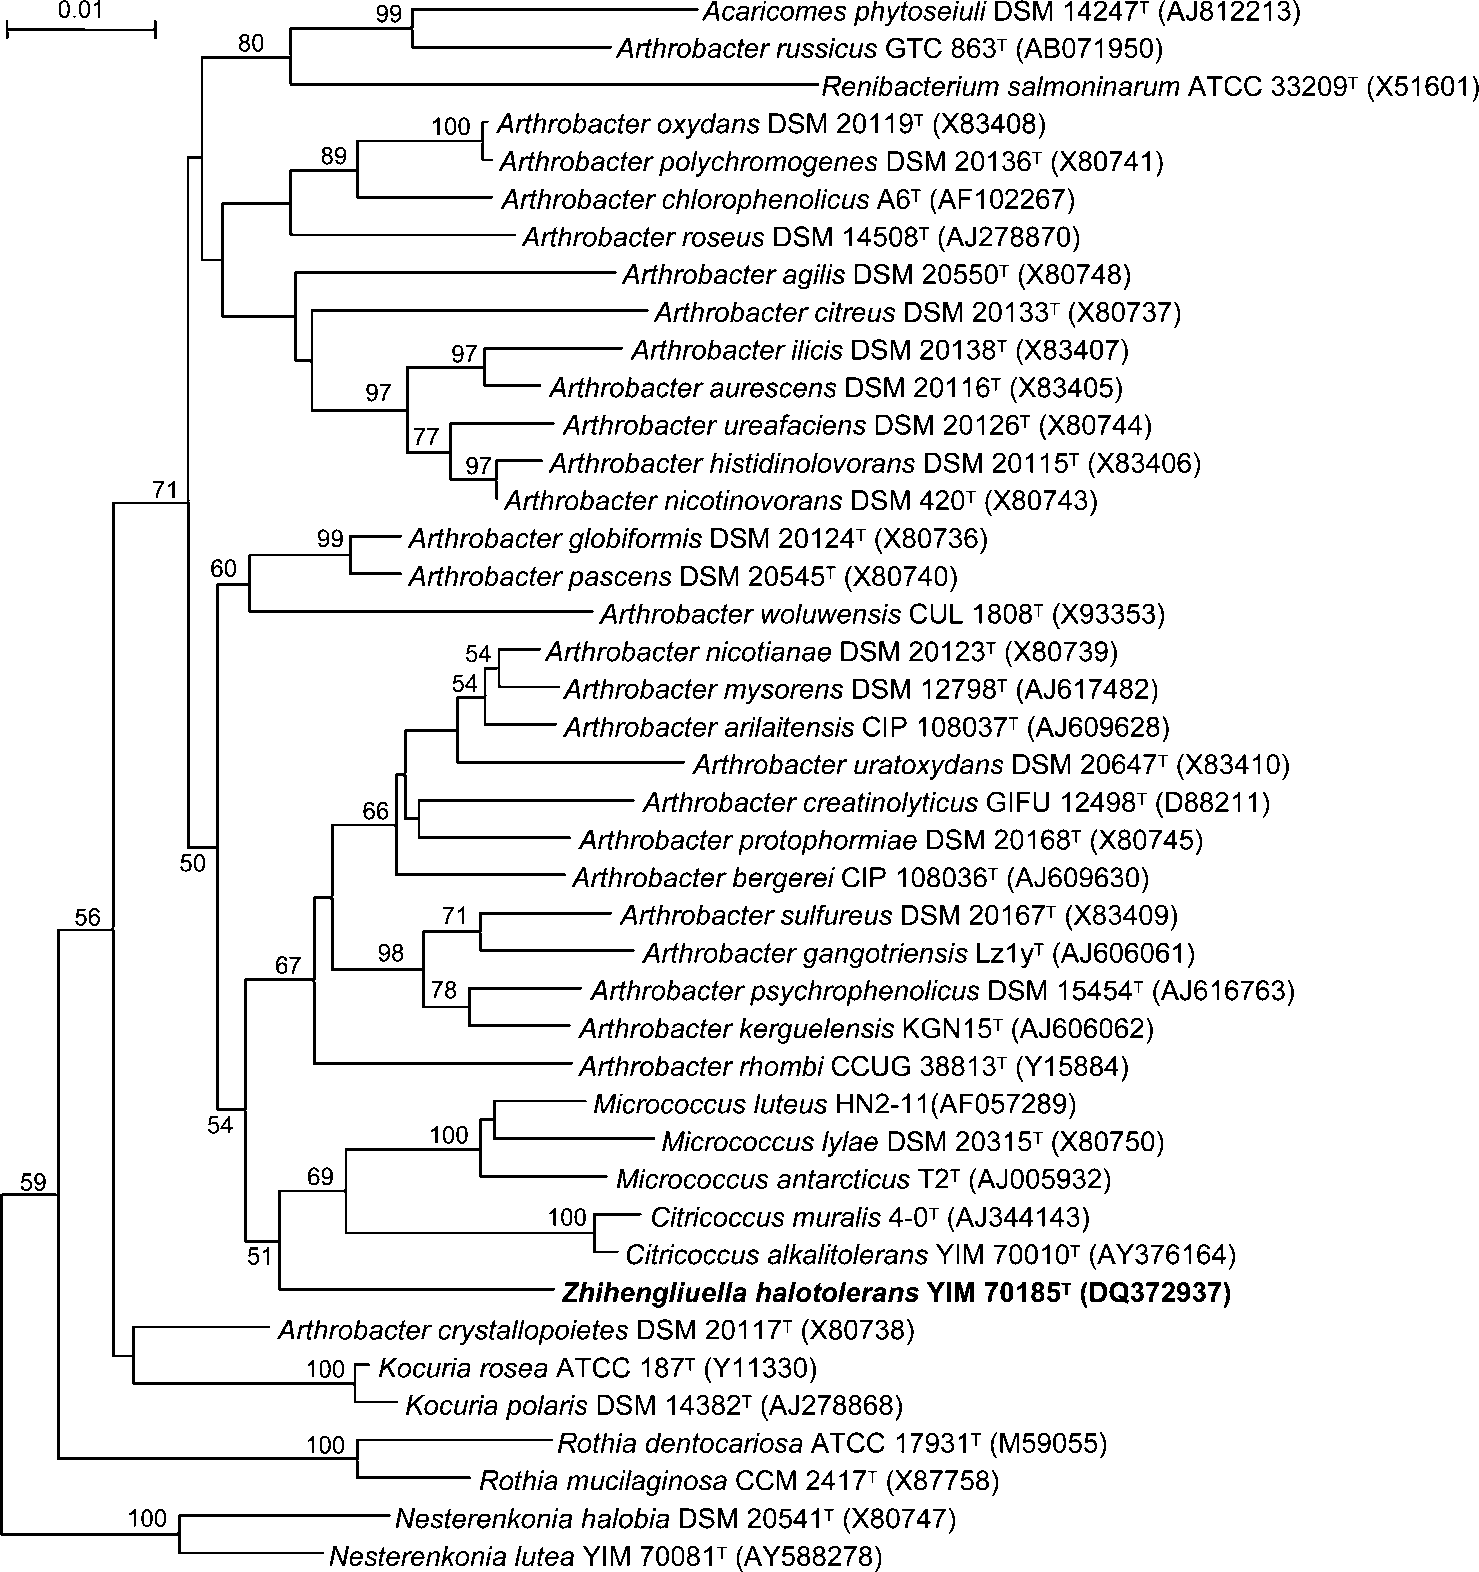 0.01
99
Acaricomes phytoseiuli DSM 14247ᵀ (AJ812213)
80
Arthrobacter russicus GTC 863ᵀ (AB071950)
Renibacterium salmoninarum ATCC 33209ᵀ (X51601)
100
Arthrobacter oxydans DSM 20119ᵀ (X83408)
89
Arthrobacter polychromogenes DSM 20136ᵀ (X80741)
Arthrobacter chlorophenolicus A6ᵀ (AF102267)
Arthrobacter roseus DSM 14508ᵀ (AJ278870)
Arthrobacter agilis DSM 20550ᵀ (X80748)
Arthrobacter citreus DSM 20133ᵀ (X80737)
97
Arthrobacter ilicis DSM 20138ᵀ (X83407)
97
Arthrobacter aurescens DSM 20116ᵀ (X83405)
77
Arthrobacter ureafaciens DSM 20126ᵀ (X80744)
97
Arthrobacter histidinolovorans DSM 20115ᵀ (X83406)
71
Arthrobacter nicotinovorans DSM 420ᵀ (X80743)
99
Arthrobacter globiformis DSM 20124ᵀ (X80736)
60
Arthrobacter pascens DSM 20545ᵀ (X80740)
Arthrobacter woluwensis CUL 1808ᵀ (X93353)
54
Arthrobacter nicotianae DSM 20123ᵀ (X80739)
54
Arthrobacter mysorens DSM 12798ᵀ (AJ617482)
Arthrobacter arilaitensis CIP 108037ᵀ (AJ609628)
Arthrobacter uratoxydans DSM 20647ᵀ (X83410)
66
Arthrobacter creatinolyticus GIFU 12498ᵀ (D88211)
Arthrobacter protophormiae DSM 20168ᵀ (X80745)
50
Arthrobacter bergerei CIP 108036ᵀ (AJ609630)
56
71
Arthrobacter sulfureus DSM 20167ᵀ (X83409)
98
Arthrobacter gangotriensis Lz1yᵀ (AJ606061)
67
78
Arthrobacter psychrophenolicus DSM 15454ᵀ (AJ616763)
Arthrobacter kerguelensis KGN15ᵀ (AJ606062)
Arthrobacter rhombi CCUG 38813ᵀ (Y15884)
Micrococcus luteus HN2-11(AF057289)
54
100
Micrococcus lylae DSM 20315ᵀ (X80750)
59
69
Micrococcus antarcticus T2ᵀ (AJ005932)
100
Citricoccus muralis 4-0ᵀ (AJ344143)
51
Citricoccus alkalitolerans YIM 70010ᵀ (AY376164)
Zhihengliuella halotolerans YIM 70185ᵀ (DQ372937)
Arthrobacter crystallopoietes DSM 20117ᵀ (X80738)
100
Kocuria rosea ATCC 187ᵀ (Y11330)
Kocuria polaris DSM 14382ᵀ (AJ278868)
100
Rothia dentocariosa ATCC 17931ᵀ (M59055)
Rothia mucilaginosa CCM 2417ᵀ (X87758)
100
Nesterenkonia halobia DSM 20541ᵀ (X80747)
Nesterenkonia lutea YIM 70081ᵀ (AY588278)